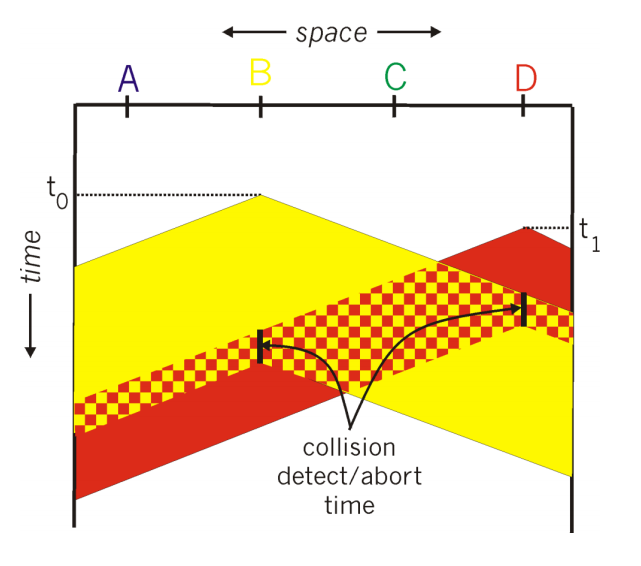 space
A B C D
t0
t1
time
collision
detect/abort
time